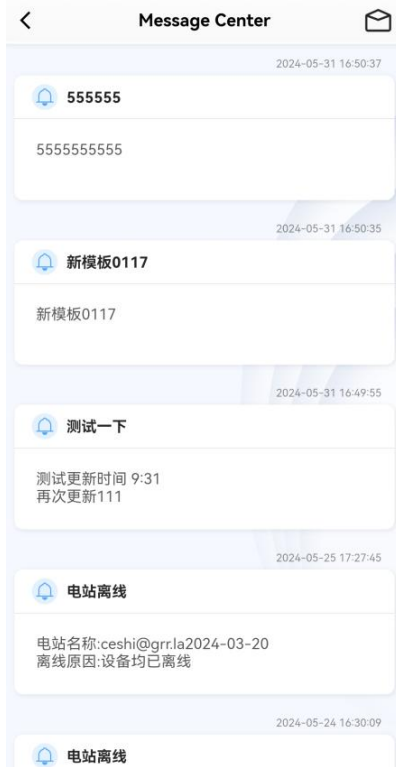 Message Center
2024-05-31 16:50:37
555555
5555555555
2024-05-31 16:50:35
新模板0117
新模板0117
2024-05-31 16:49:55
测试一下
测试更新时间 9:31
再次更新111
2024-05-25 17:27:45
电站离线
电站名称:ceshi@grr.la2024-03-20
离线原因:设备均已离线
2024-05-24 16:30:09
电站离线